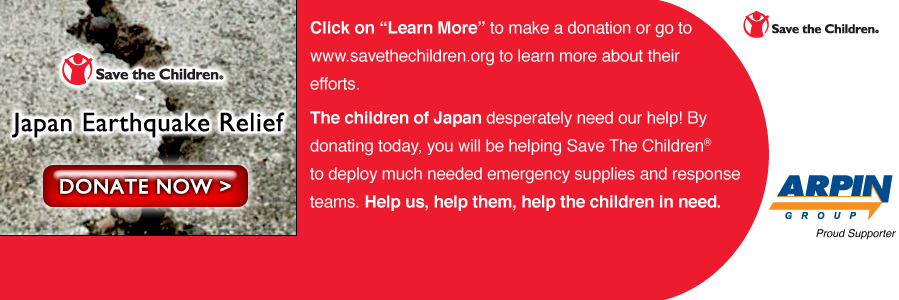 Save the Children®
Japan Earthquake Relief
DONATE NOW >
Click on “Learn More” to make a donation or go to
www.savethechildren.org to learn more about their
efforts.
The children of Japan desperately need our help! By
donating today, you will be helping Save The Children®
to deploy much needed emergency supplies and response
teams. Help us, help them, help the children in need.
Save the Children®
ARPIN
GROUP
Proud Supporter